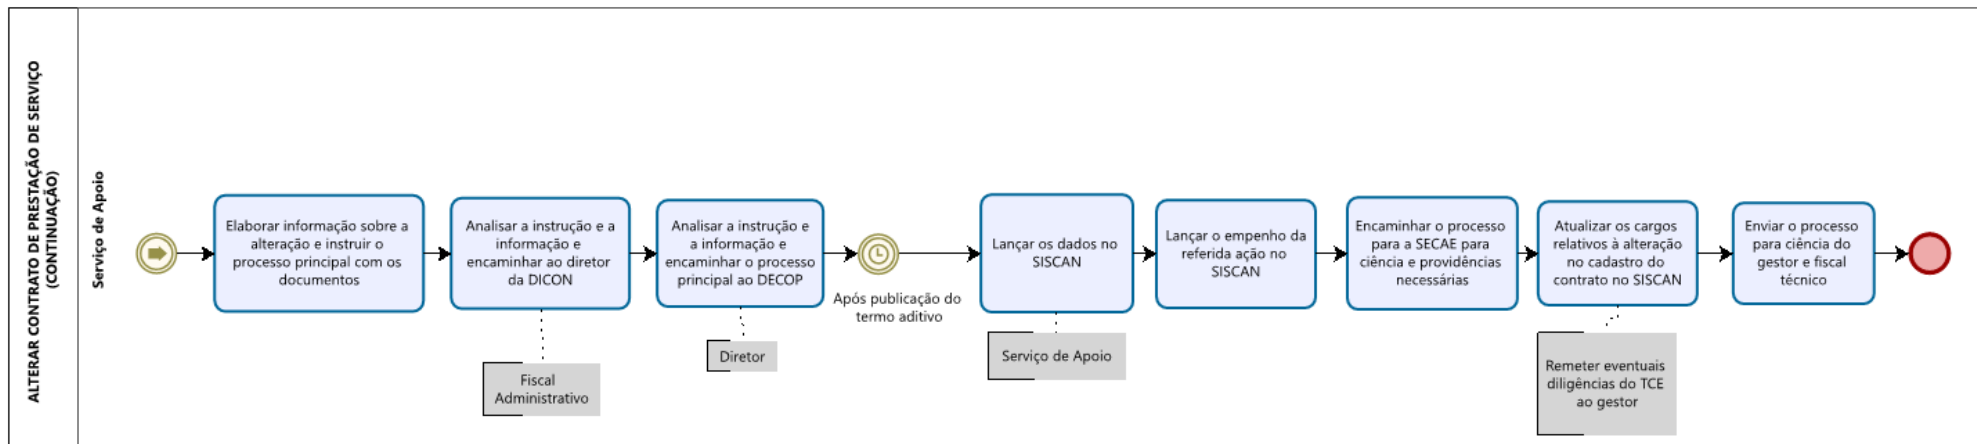 ALTERAR CONTRATO DE PRESTAÇÃO DE SERVIÇO
(CONTINUAÇÃO)
Serviço de Apoio
Elaborar informação sobre a
alteração e instruir o
processo principal com os
documentos
Analisar a instrução e a
informação e
encaminhar ao diretor
da DICON
Fiscal
Administrativo
Analisar a instrução e
a informação e
encaminhar o processo
principal ao DECOP
Diretor
Após publicação do
termo aditivo
Lançar os dados no
SISCAN
Serviço de Apoio
Lançar o empenho da
referida ação no
SISCAN
Encaminhar o processo
para a SECAE para
ciência e providências
necessárias
Atualizar os cargos
relativos à alteração
no cadastro do
contrato no SISCAN
Remeter eventuais
diligências do TCE
ao gestor
Enviar o processo
para ciência do
gestor e fiscal
técnico